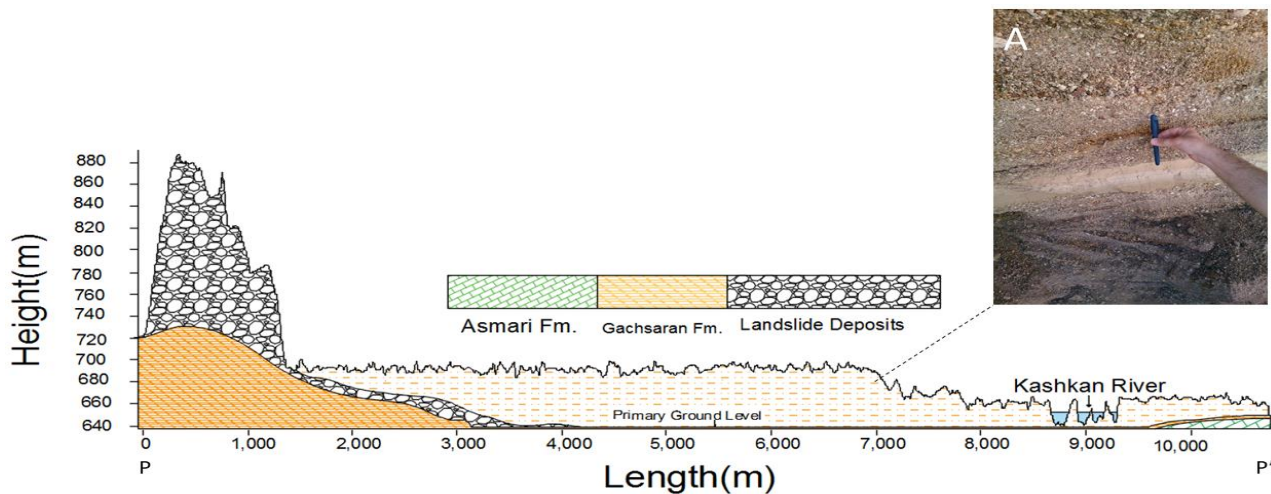 A
Height(m)
880
860
840
820
800
780
760
740
720
700
680
660
640
Asmari Fm.
Gachsaran Fm.
Landslide Deposits
Kashkan River
Primary Ground Level
0
1,000
2,000
3,000
4,000
5,000
6,000
7,000
8,000
9,000
10,000
P
Length(m)
P'